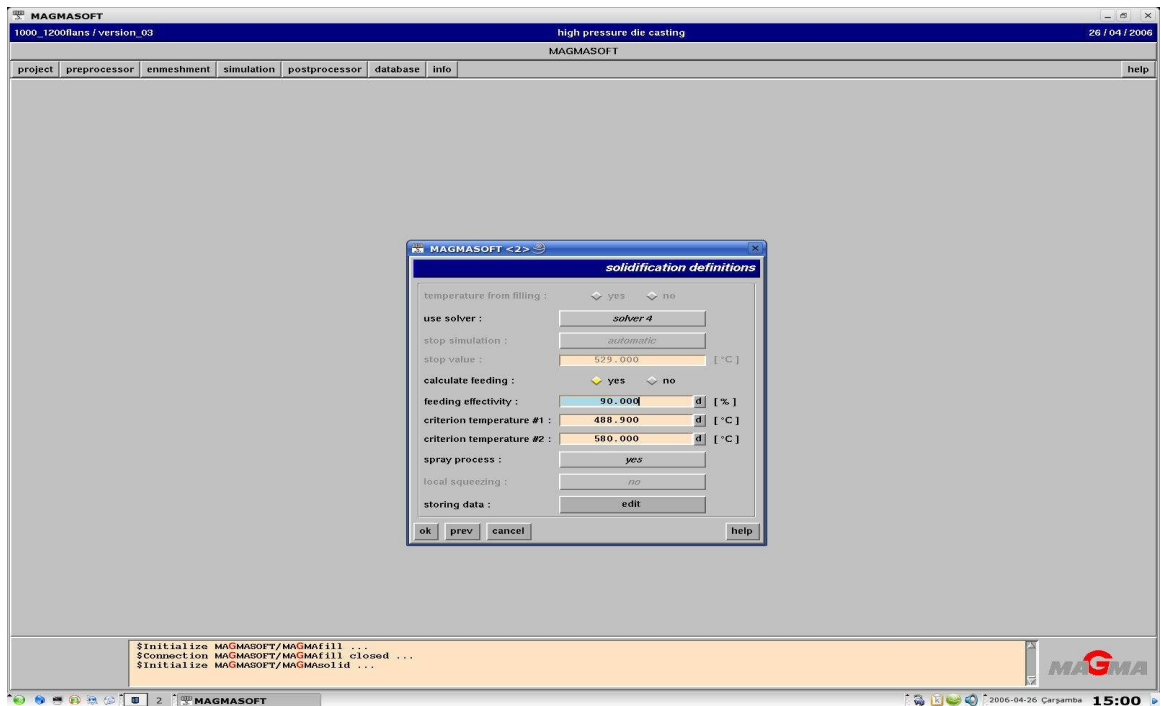 MAGMASOFT
1000_1200flans / version_03 high pressure die casting 26 / 04 / 2006
MAGMASOFT
project preprocessor enmeshment simulation postprocessor database info help
MAGMASOFT <2>
solidification definitions
temperature from filling : yes no
use solver : solver 4
stop simulation : automatic
stop value : 529.000 [ °C ]
calculate feeding : yes no
feeding effectivity : 90.000 d [ % ]
criterion temperature #1 : 488.900 d [ °C ]
criterion temperature #2 : 580.000 d [ °C ]
spray process : yes
local squeezing : no
storing data : edit
ok prev cancel help
$Initialize MAGMASOFT/MAGMAfill ...
$Connection MAGMASOFT/MAGMAfill closed ...
$Initialize MAGMASOFT/MAGMAsolid ...
MAGMA
2 MAGMASOFT 2006-04-26 Çarşamba 15:00